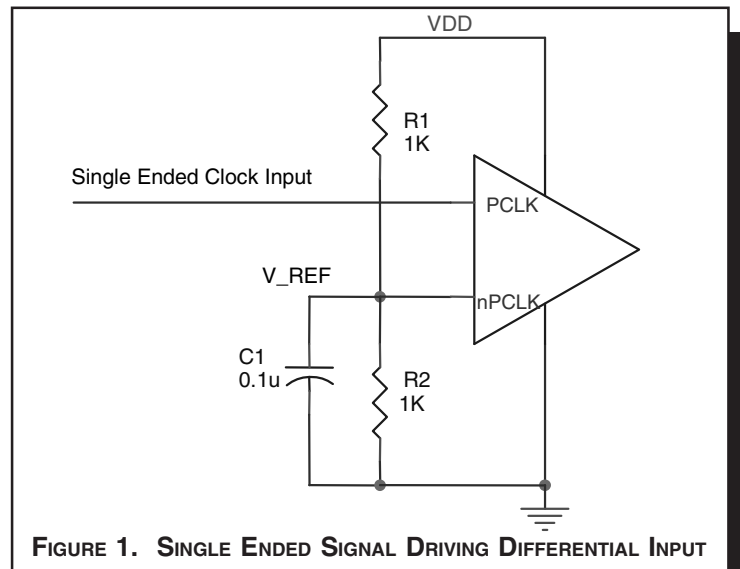 VDD
R1
1K
Single Ended Clock Input
PCLK
V_REF
nPCLK
C1
0.1u
R2
1K
FIGURE 1. SINGLE ENDED SIGNAL DRIVING DIFFERENTIAL INPUT